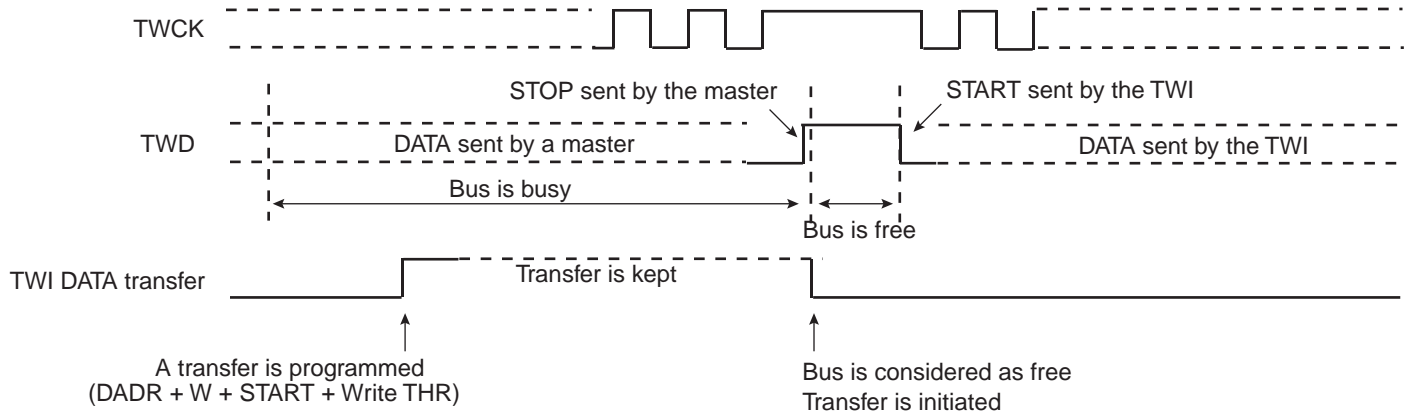 TWCK
STOP sent by the master
START sent by the TWI
TWD
DATA sent by a master
DATA sent by the TWI
Bus is busy
Bus is free
TWI DATA transfer
Transfer is kept
A transfer is programmed
(DADR + W + START + Write THR)
Bus is considered as free
Transfer is initiated